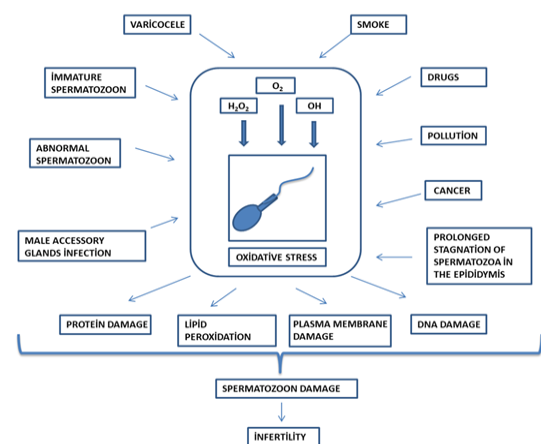 VARİCOCELE
SMOKE
İMMATURE
SPERMATOZOON
DRUGS
O₂
H₂O₂
OH
ABNORMAL
SPERMATOZOON
POLLUTİON
CANCER
MALE ACCESSORY
GLANDS İNFECTİON
PROLONGED
STAGNATİON OF
SPERMATOZOA İN
THE EPİDİDYMİS
OXİDATİVE STRESS
PROTEİN DAMAGE
LİPİD
PEROXİDATİON
PLASMA MEMBRANE
DAMAGE
DNA DAMAGE
SPERMATOZOON DAMAGE
İNFERTİLİTY